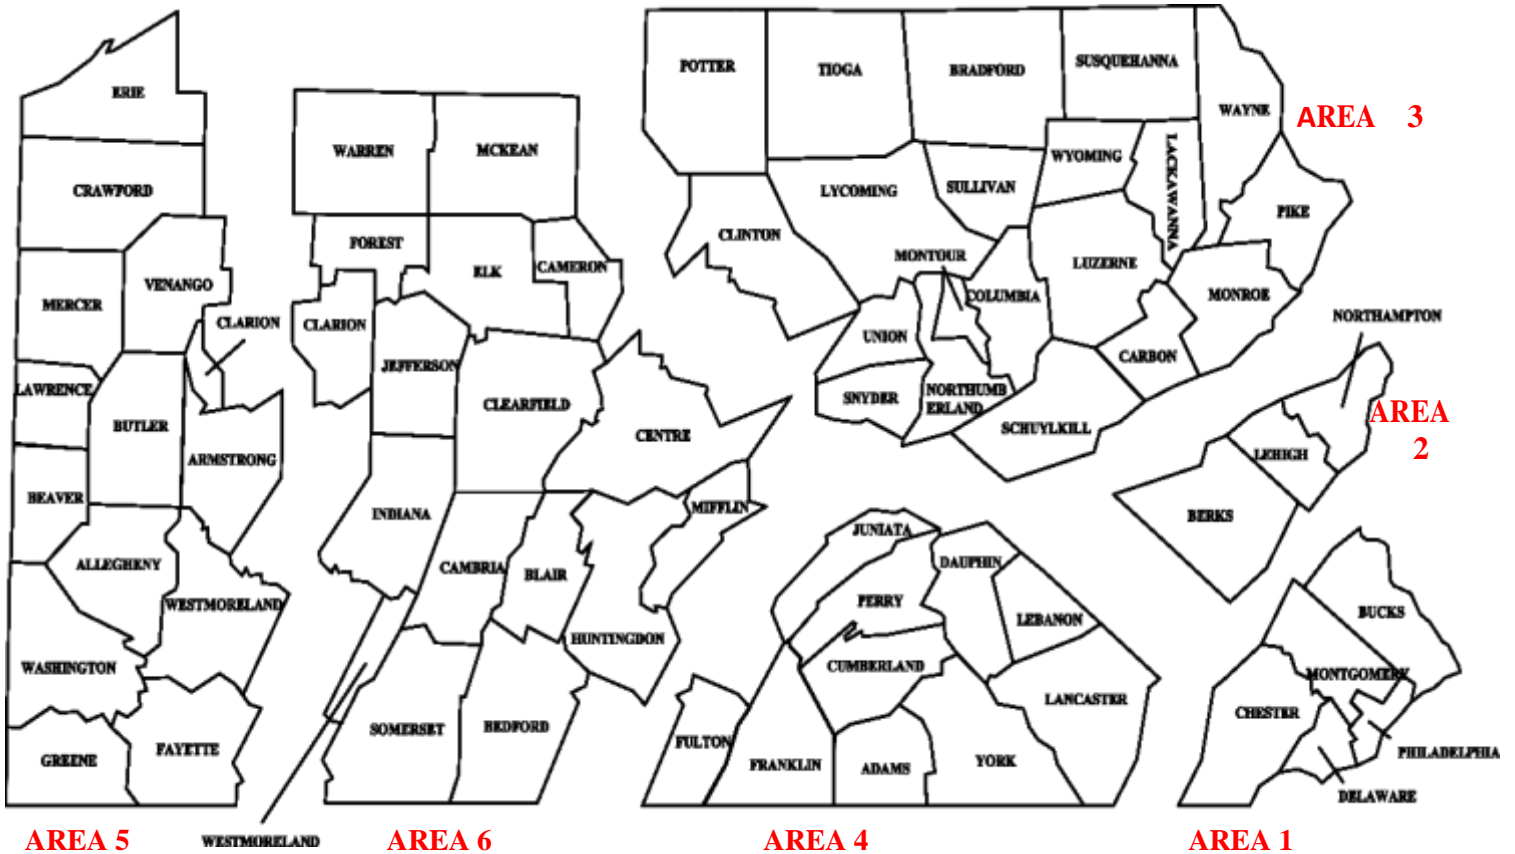 ERIE
CRAWFORD
MERCER
VENANGO
CLARION
LAWRENCE
BUTLER
ARMSTRONG
BEAVER
ALLEGHENY
WESTMORELAND
WASHINGTON
GREENE
FAYETTE
AREA 5
WARREN
MCKEAN
FOREST
ELK
CAMERON
CLARION
JEFFERSON
CLEARFIELD
CENTRE
INDIANA
MIFFLIN
CAMBRIA
BLAIR
HUNTINGDON
SOMERSET
BEDFORD
WESTMORELAND
AREA 6
POTTER
TIOGA
BRADFORD
SUSQUEHANNA
WAYNE
AREA 3
WYOMING
LACKAWANNA
LYCOMING
SULLIVAN
PIKE
CLINTON
MONTOUR
LUZERNE
COLUMBIA
MONROE
UNION
CARBON
SNYDER
NORTHUMB
ERLAND
SCHUYLKILL
NORTHAMPTON
AREA
2
LEHIGH
BERKS
JUNIATA
DAUPHIN
PERRY
LEBANON
CUMBERLAND
LANCASTER
FULTON
FRANKLIN
ADAMS
YORK
AREA 4
BUCKS
MONTGOMERY
CHESTER
PHILADELPHIA
DELAWARE
AREA 1